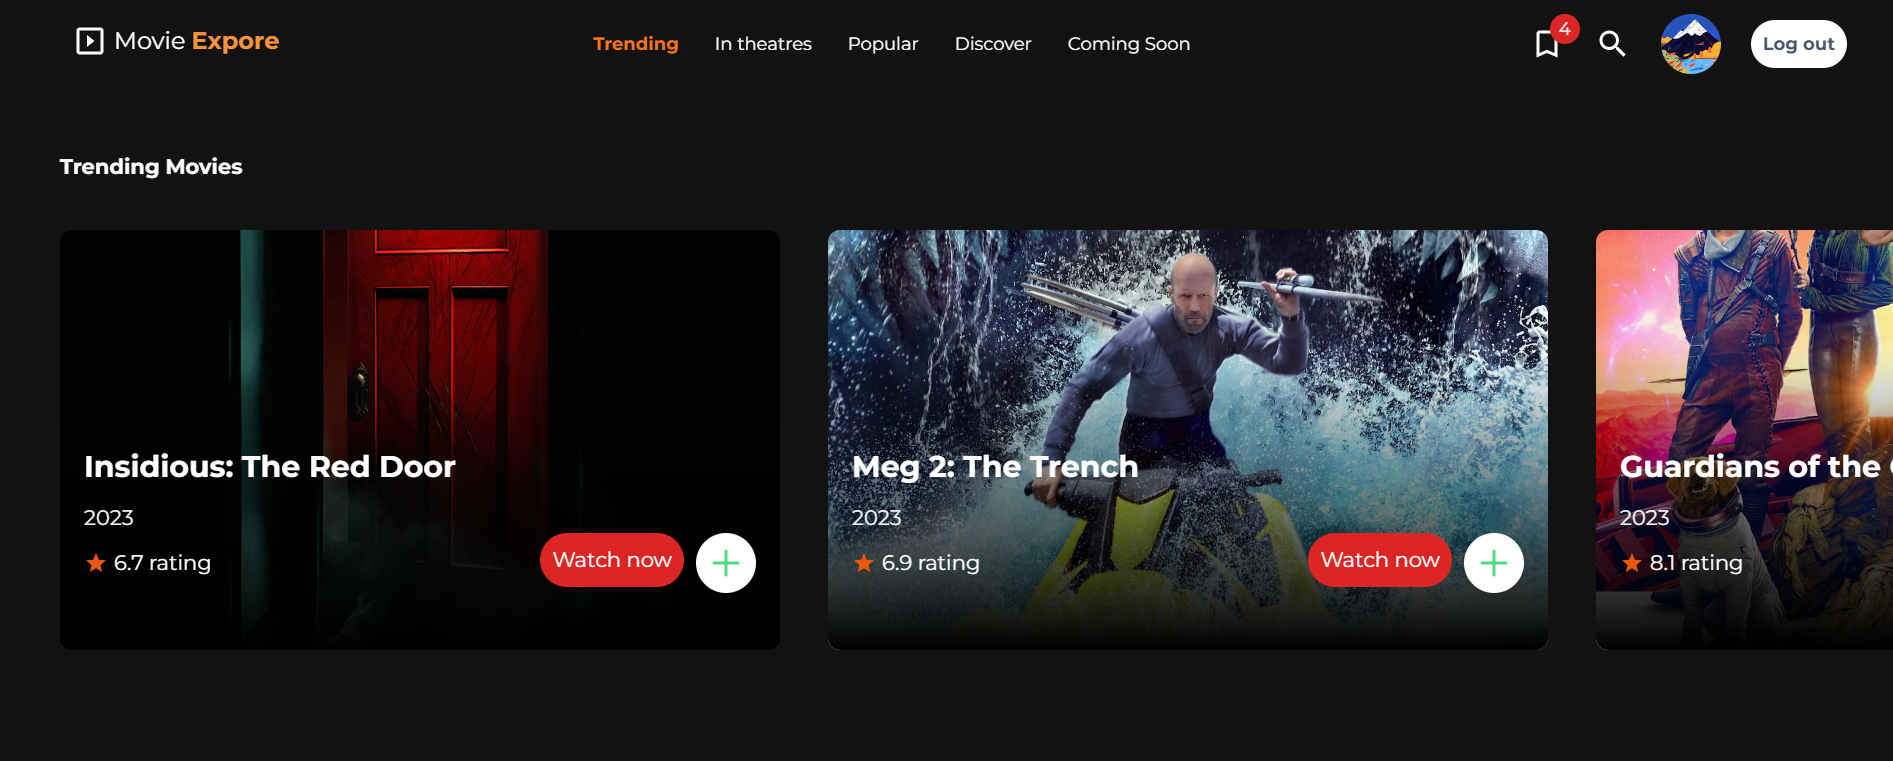 Movie Expore
Trending
In theatres
Popular
Discover
Coming Soon
4
Log out
Trending Movies
Insidious: The Red Door
2023
6.7 rating
Watch now
Meg 2: The Trench
2023
6.9 rating
Watch now
Guardians of the
2023
8.1 rating